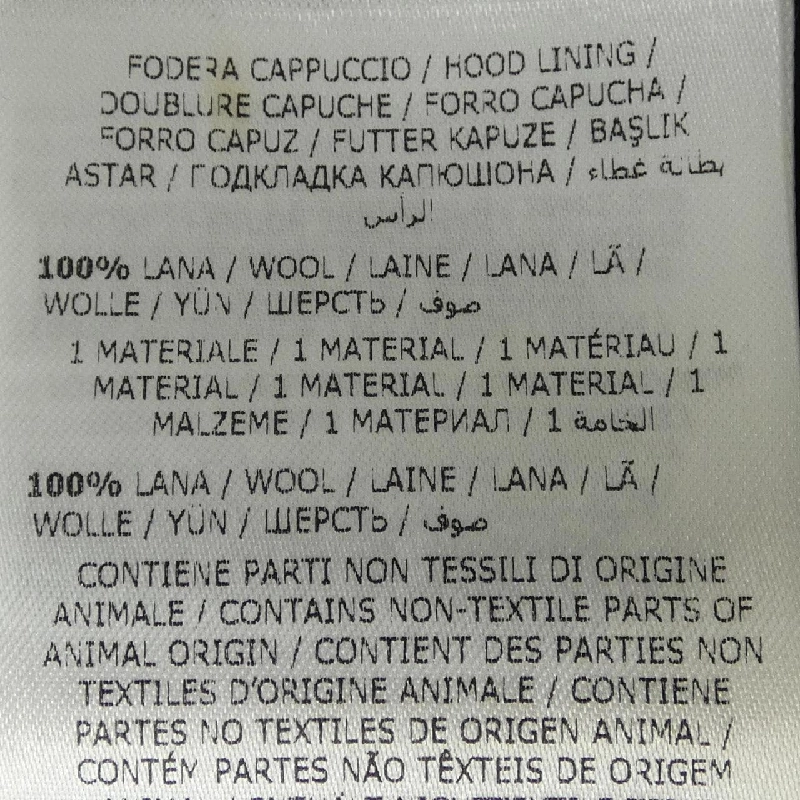 FODERA CAPPUCCIO / HOOD LINING /
DOUBLURE CAPUCHE / FORRO CAPUCHA /
FORRO CAPUZ / FUTTER KAPUZE / BAŞLIK
ASTAR / ПОДКЛАДКА КАПЮШОНА / بطانة غطاء
الرأس
100% LANA / WOOL / LAINE / LANA / LÃ /
WOLLE / YÜN / ШЕРСТЬ / صوف
1 MATERIALE / 1 MATERIAL / 1 MATÉRIAU / 1
MATERIAL / 1 MATERIAL / 1 MATERIAL / 1
MALZEME / 1 МАТЕРИАЛ / 1 الخامة
100% LANA / WOOL / LAINE / LANA / LÃ /
WOLLE / YÜN / ШЕРСТЬ / صوف
CONTIENE PARTI NON TESSILI DI ORIGINE
ANIMALE / CONTAINS NON-TEXTILE PARTS OF
ANIMAL ORIGIN / CONTIENT DES PARTIES NON
TEXTILES D'ORIGINE ANIMALE / CONTIENE
PARTES NO TEXTILES DE ORIGEN ANIMAL /
CONTÉM PARTES NÃO TÊXTEIS DE ORIGEM